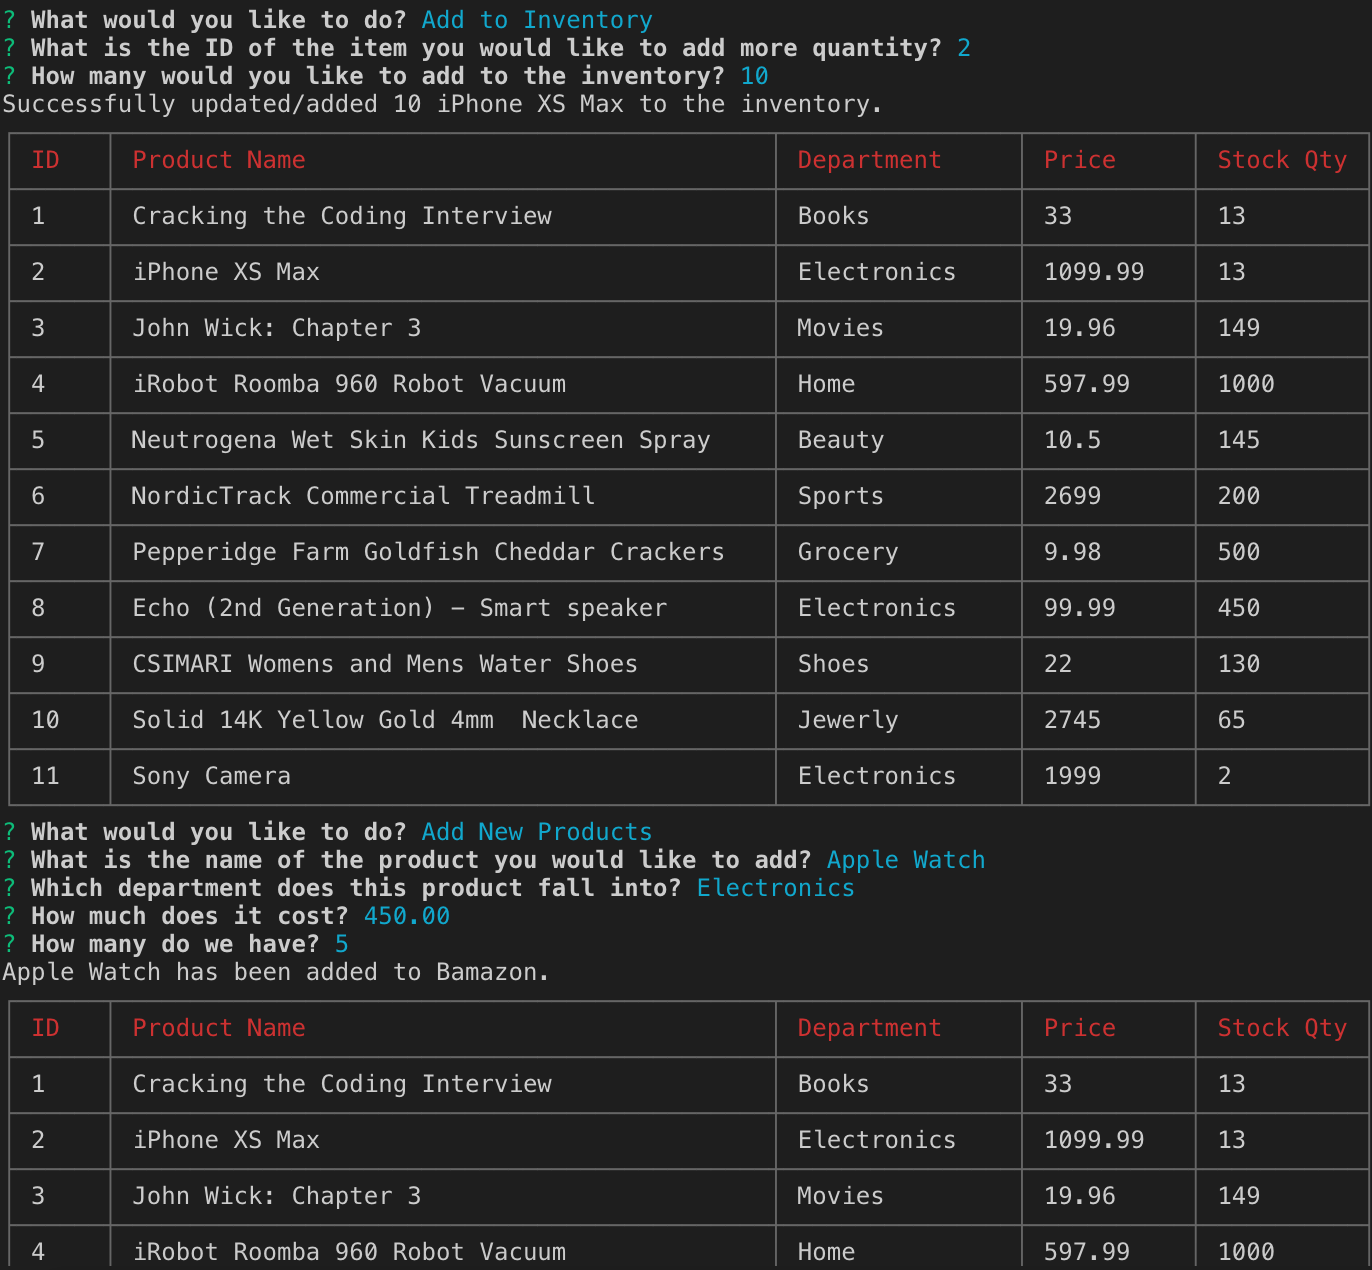 ? What would you like to do? Add to Inventory
? What is the ID of the item you would like to add more quantity? 2
? How many would you like to add to the inventory? 10
Successfully updated/added 10 iPhone XS Max to the inventory.
ID Product Name Department Price Stock Qty
1 Cracking the Coding Interview Books 33 13
2 iPhone XS Max Electronics 1099.99 13
3 John Wick: Chapter 3 Movies 19.96 149
4 iRobot Roomba 960 Robot Vacuum Home 597.99 1000
5 Neutrogena Wet Skin Kids Sunscreen Spray Beauty 10.5 145
6 NordicTrack Commercial Treadmill Sports 2699 200
7 Pepperidge Farm Goldfish Cheddar Crackers Grocery 9.98 500
8 Echo (2nd Generation) – Smart speaker Electronics 99.99 450
9 CSIMARI Womens and Mens Water Shoes Shoes 22 130
10 Solid 14K Yellow Gold 4mm  Necklace Jewerly 2745 65
11 Sony Camera Electronics 1999 2
? What would you like to do? Add New Products
? What is the name of the product you would like to add? Apple Watch
? Which department does this product fall into? Electronics
? How much does it cost? 450.00
? How many do we have? 5
Apple Watch has been added to Bamazon.
ID Product Name Department Price Stock Qty
1 Cracking the Coding Interview Books 33 13
2 iPhone XS Max Electronics 1099.99 13
3 John Wick: Chapter 3 Movies 19.96 149
4 iRobot Roomba 960 Robot Vacuum Home 597.99 1000